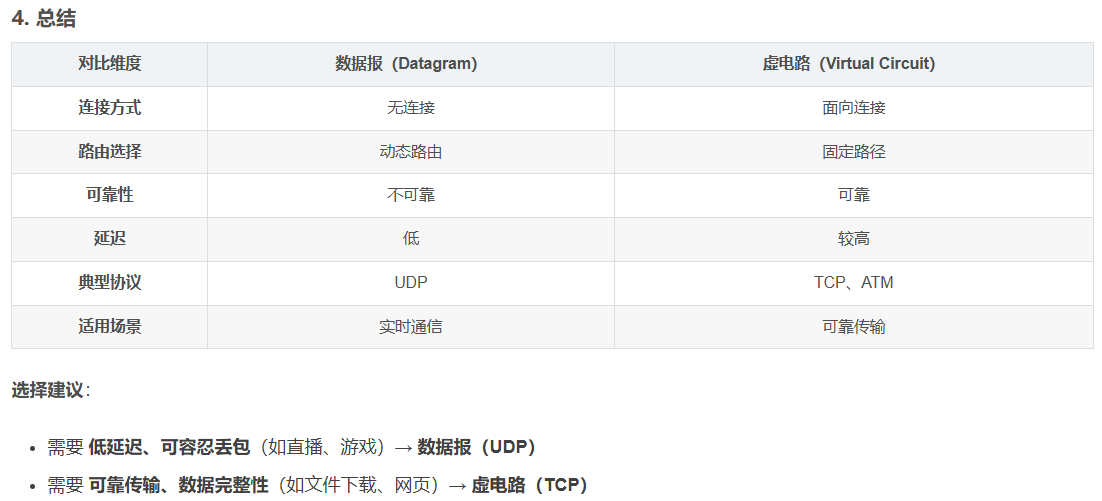 4. 总结
对比维度 数据报（Datagram） 虚电路（Virtual Circuit）
连接方式 无连接 面向连接
路由选择 动态路由 固定路径
可靠性 不可靠 可靠
延迟 低 较高
典型协议 UDP TCP、ATM
适用场景 实时通信 可靠传输
选择建议：
• 需要 低延迟、可容忍丢包（如直播、游戏）→ 数据报（UDP）
• 需要 可靠传输、数据完整性（如文件下载、网页）→ 虚电路（TCP）